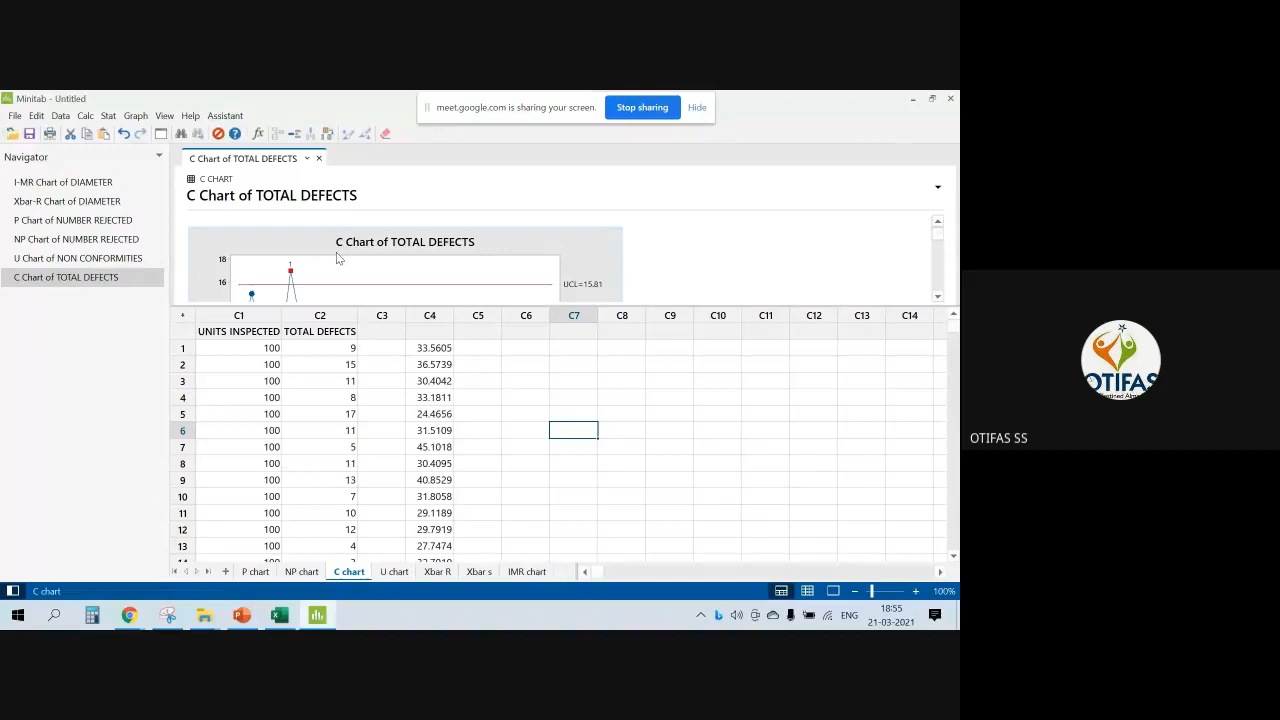 Minitab - Untitled
meet.google.com is sharing your screen. Stop sharing Hide
File Edit Data Calc Stat Graph View Help Assistant
Navigator
I-MR Chart of DIAMETER
Xbar-R Chart of DIAMETER
P Chart of NUMBER REJECTED
NP Chart of NUMBER REJECTED
U Chart of NON CONFORMITIES
C Chart of TOTAL DEFECTS
C Chart of TOTAL DEFECTS
C CHART
C Chart of TOTAL DEFECTS
C Chart of TOTAL DEFECTS
18
1
16
UCL=15.81
C1 C2 C3 C4 C5 C6 C7 C8 C9 C10 C11 C12 C13 C14
UNITS INSPECTED TOTAL DEFECTS
1 100 9 33.5605
2 100 15 36.5739
3 100 11 30.4042
4 100 8 33.1811
5 100 17 24.4656
6 100 11 31.5109
7 100 5 45.1018
8 100 11 30.4095
9 100 13 40.8529
10 100 7 31.8058
11 100 10 29.1189
12 100 12 29.7919
13 100 4 27.7474
P chart NP chart C chart U chart Xbar R Xbar s IMR chart
C chart
100%
ENG
18:55
21-03-2021
OTIFAS
OTIFAS SS